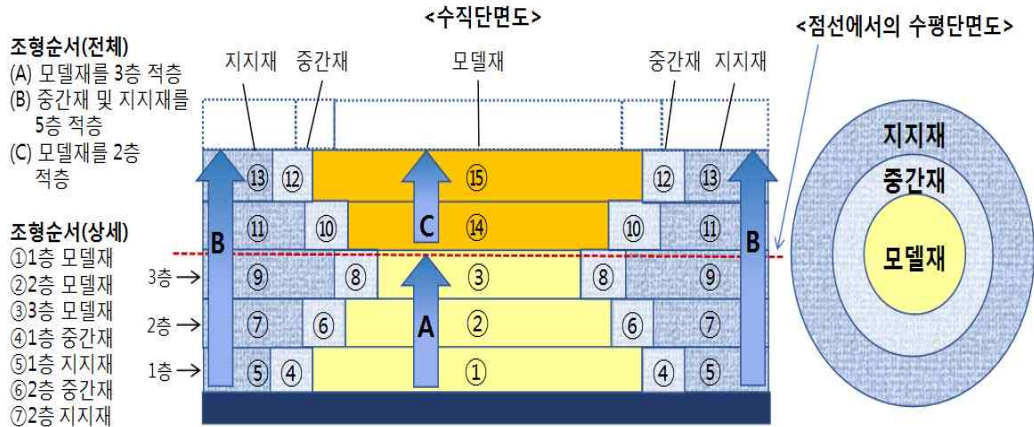 <수직단면도>
<점선에서의 수평단면도>
조형순서(전체)
(A) 모델재를 3층 적층
(B) 중간재 및 지지재를
5층 적층
(C) 모델재를 2층
적층
지지재
중간재
모델재
중간재
지지재
⑬ ⑫ ⑮ ⑫ ⑬
⑪ ⑩ ⑭ ⑩ ⑪
B
C
B
조형순서(상세)
①1층 모델재
②2층 모델재
③3층 모델재
④1층 중간재
⑤1층 지지재
⑥2층 중간재
⑦2층 지지재
3층→ ⑨ ⑧ ③ ⑧ ⑨
2층→ ⑦ ⑥ A ② ⑥ ⑦
1층→ ⑤ ④ ① ④ ⑤
지지재
중간재
모델재